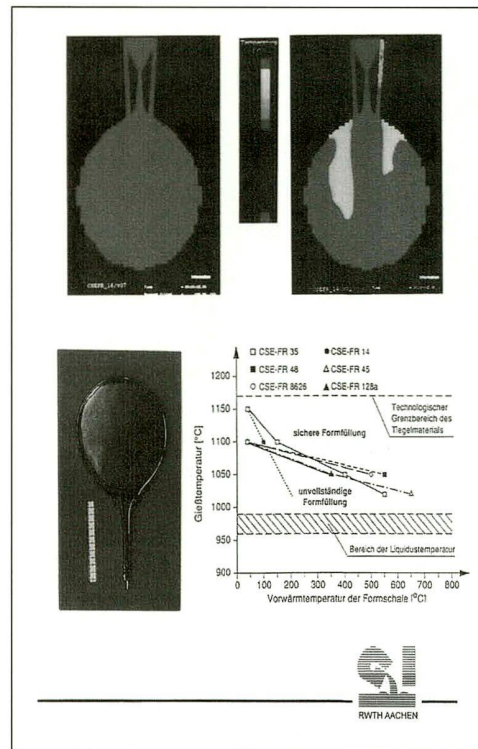 CSE-FR 35
CSE-FR 14
CSE-FR 48
CSE-FR 45
CSE-FR 8626
CSE-FR 128a
Gießtemperatur [°C]
1200
1150
1100
1050
1000
950
900
Technologischer
Grenzbereich des
Tiegelmaterials
sichere Formfüllung
unvollständige
Formfüllung
Bereich der Liquidustemperatur
0 100 200 300 400 500 600 700 800
Vorwärmtemperatur der Formschale [°C]
RWTH AACHEN